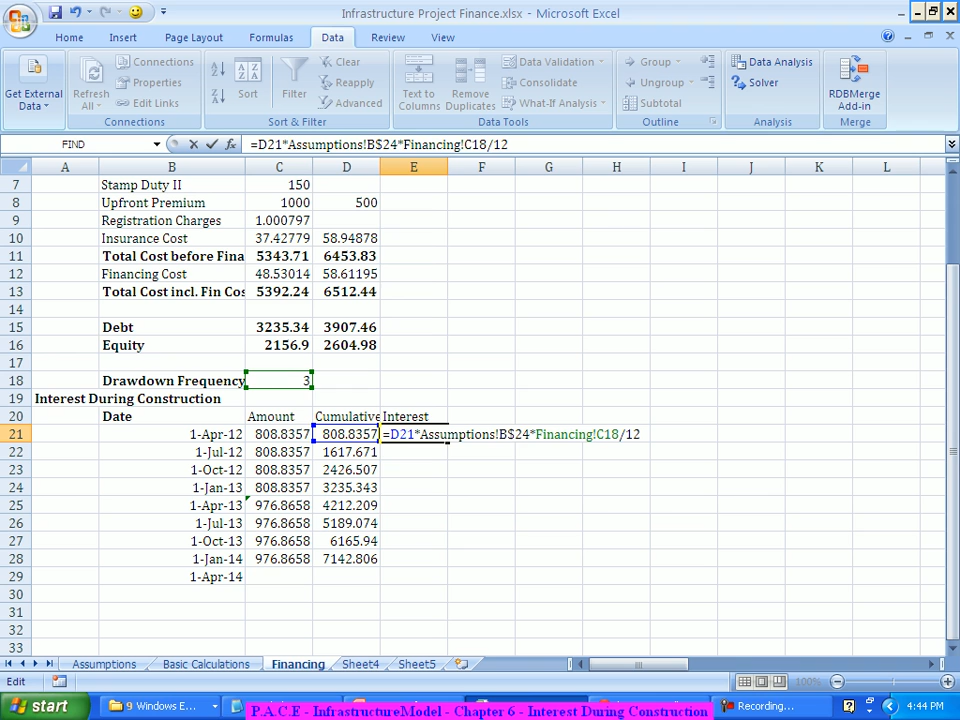 Infrastructure Project Finance.xlsx - Microsoft Excel
Home Insert Page Layout Formulas Data Review View
Get External Data
Refresh All
Connections
Properties
Edit Links
Connections
Sort
Filter
Clear
Reapply
Advanced
Sort & Filter
Text to Columns
Remove Duplicates
Data Validation
Consolidate
What-If Analysis
Data Tools
Group
Ungroup
Subtotal
Outline
Data Analysis
Solver
Analysis
RDBMerge Add-in
Merge
FIND =D21*Assumptions!B$24*Financing!C18/12
A B C D E F G H I J K L
7 Stamp Duty II 150
8 Upfront Premium 1000 500
9 Registration Charges 1.000797
10 Insurance Cost 37.42779 58.94878
11 Total Cost before Fina 5343.71 6453.83
12 Financing Cost 48.53014 58.61195
13 Total Cost incl. Fin Cos 5392.24 6512.44
14
15 Debt 3235.34 3907.46
16 Equity 2156.9 2604.98
17
18 Drawdown Frequency 3
19 Interest During Construction
20 Date Amount Cumulative Interest
21 1-Apr-12 808.8357 808.8357 =D21*Assumptions!B$24*Financing!C18/12
22 1-Jul-12 808.8357 1617.671
23 1-Oct-12 808.8357 2426.507
24 1-Jan-13 808.8357 3235.343
25 1-Apr-13 976.8658 4212.209
26 1-Jul-13 976.8658 5189.074
27 1-Oct-13 976.8658 6165.94
28 1-Jan-14 976.8658 7142.806
29 1-Apr-14
30
31
32
33
Assumptions Basic Calculations Financing Sheet4 Sheet5
Edit 100%
start 9 Windows E... Recording... 4:44 PM
P.A.C.E - InfrastructureModel - Chapter 6 - Interest During Construction